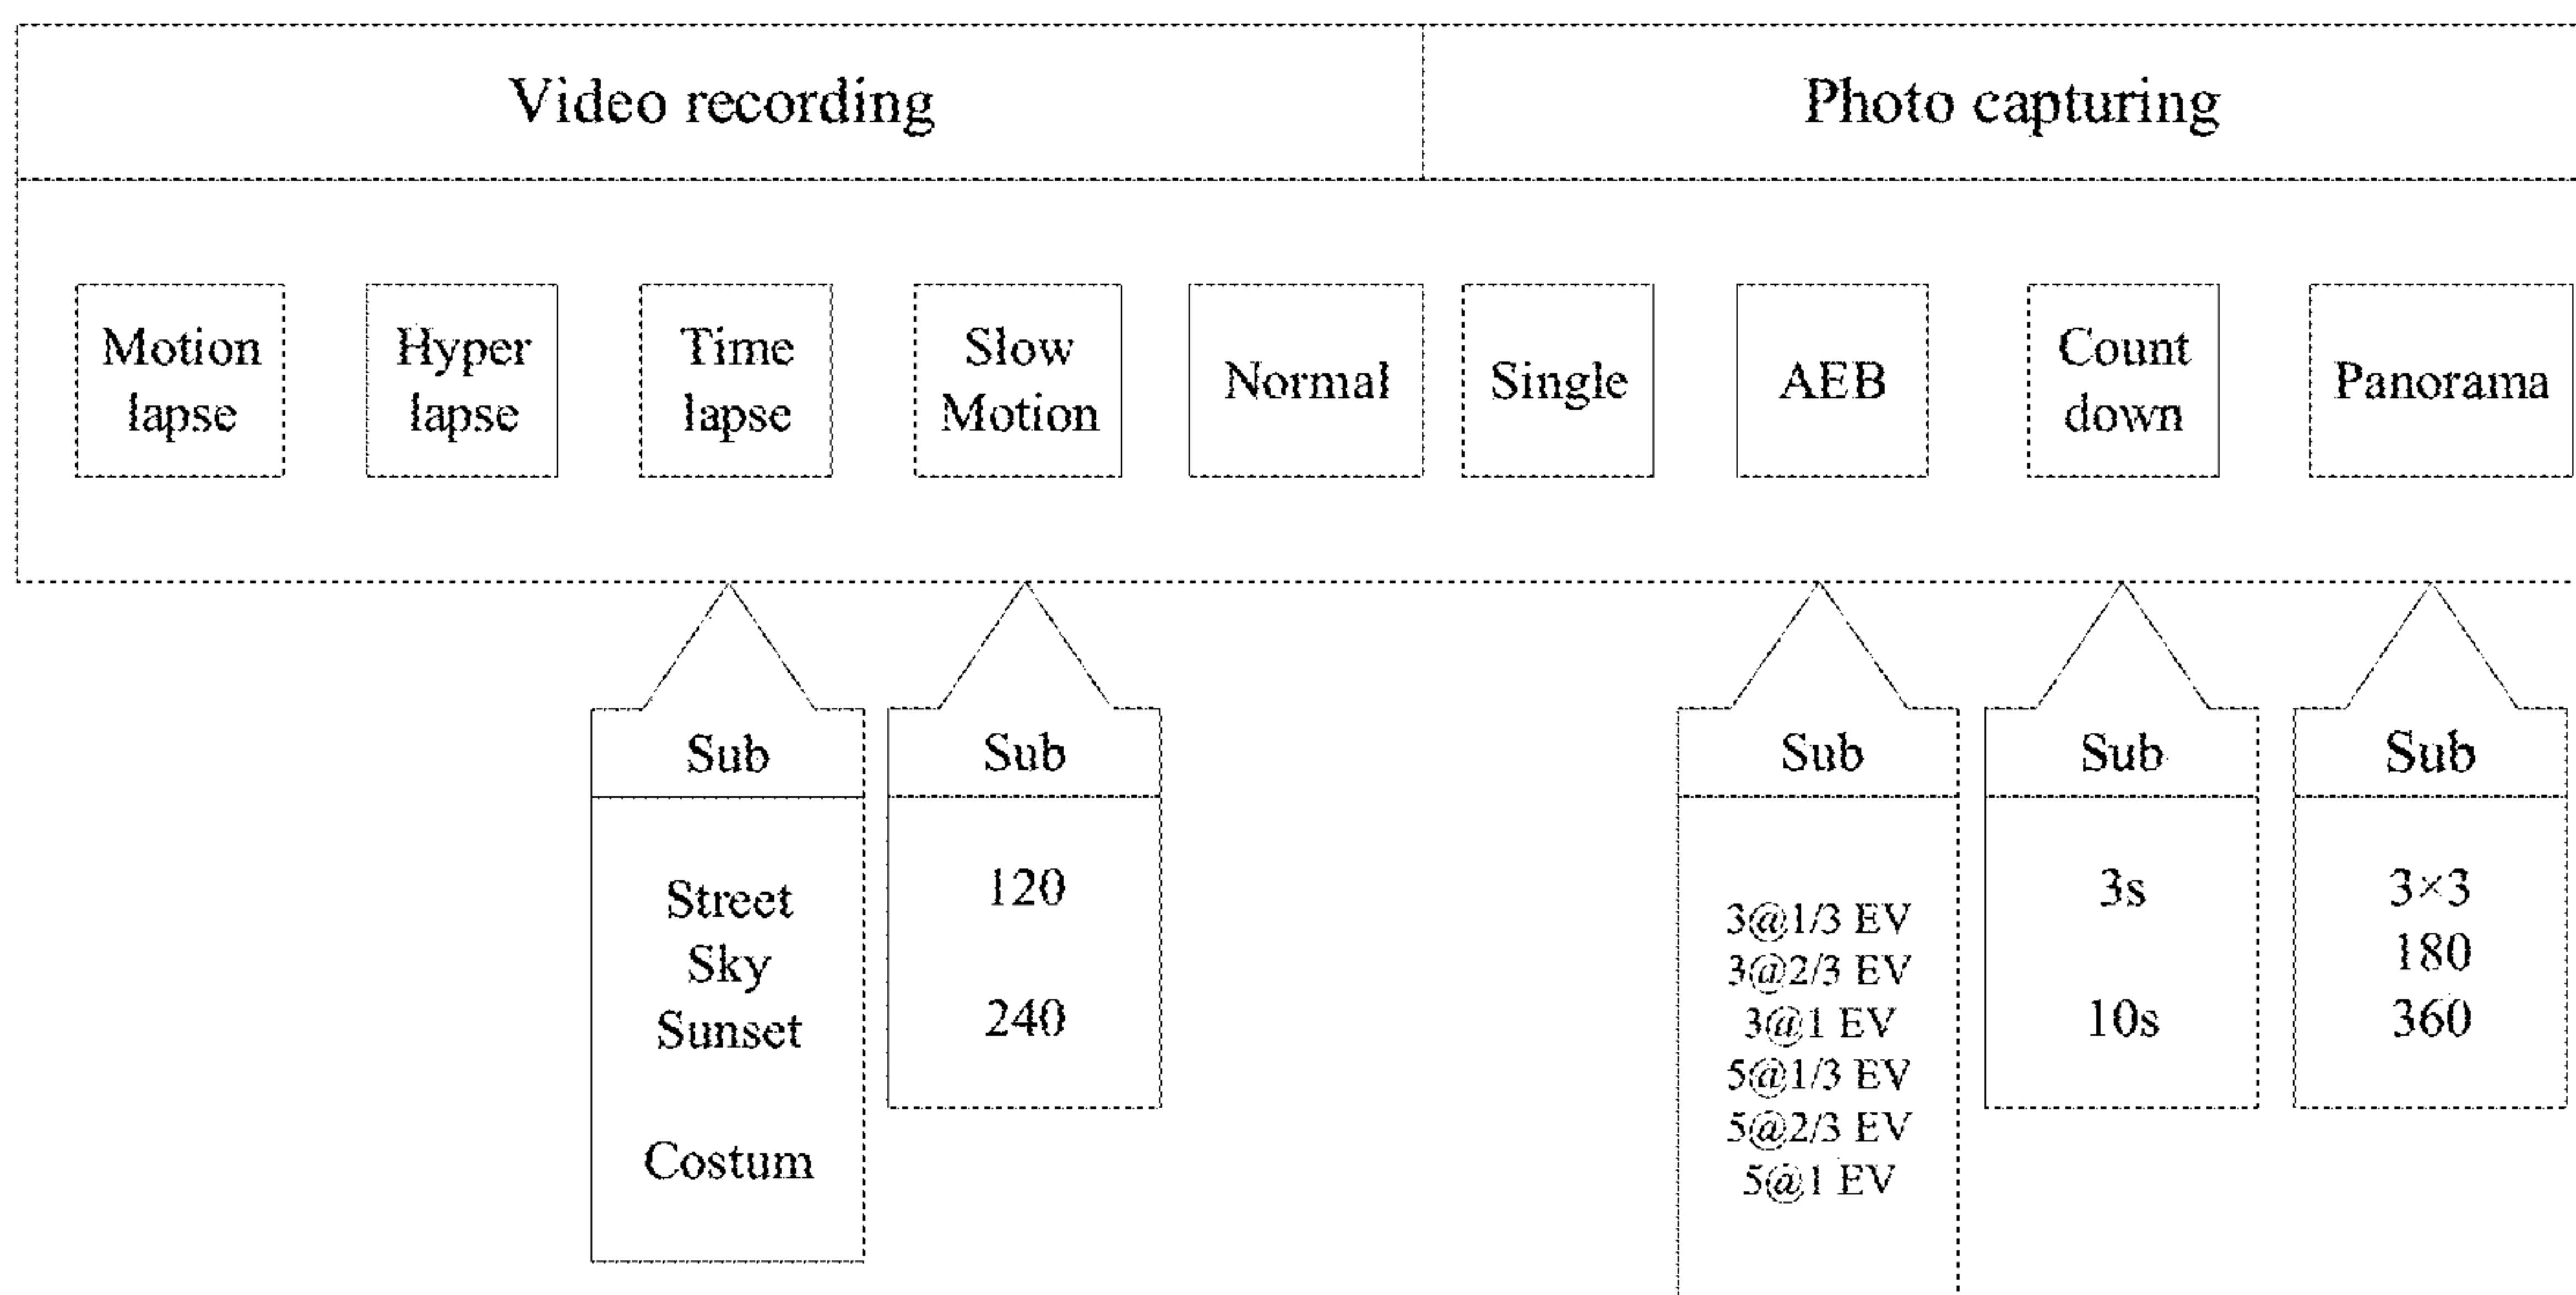 Video recording
Photo capturing
Motion
lapse
Hyper
lapse
Time
lapse
Slow
Motion
Normal
Single
AEB
Count
down
Panorama
Sub
Street
Sky
Sunset
Costum
Sub
120
240
Sub
3@1/3 EV
3@2/3 EV
3@1 EV
5@1/3 EV
5@2/3 EV
5@1 EV
Sub
3s
10s
Sub
3×3
180
360